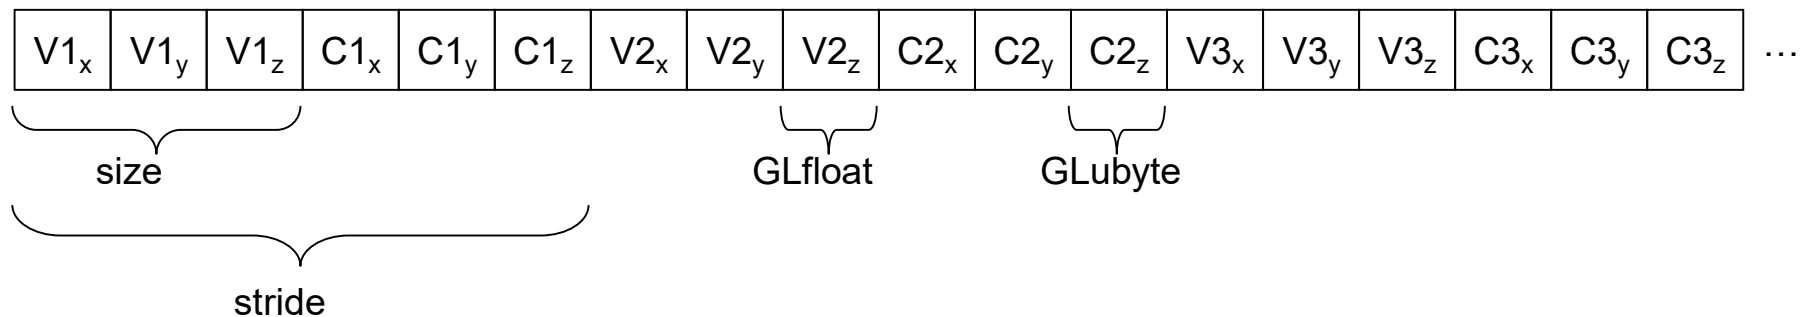 V1x V1y V1z C1x C1y C1z V2x V2y V2z C2x C2y C2z V3x V3y V3z C3x C3y C3z ...
size GLfloat GLubyte
stride